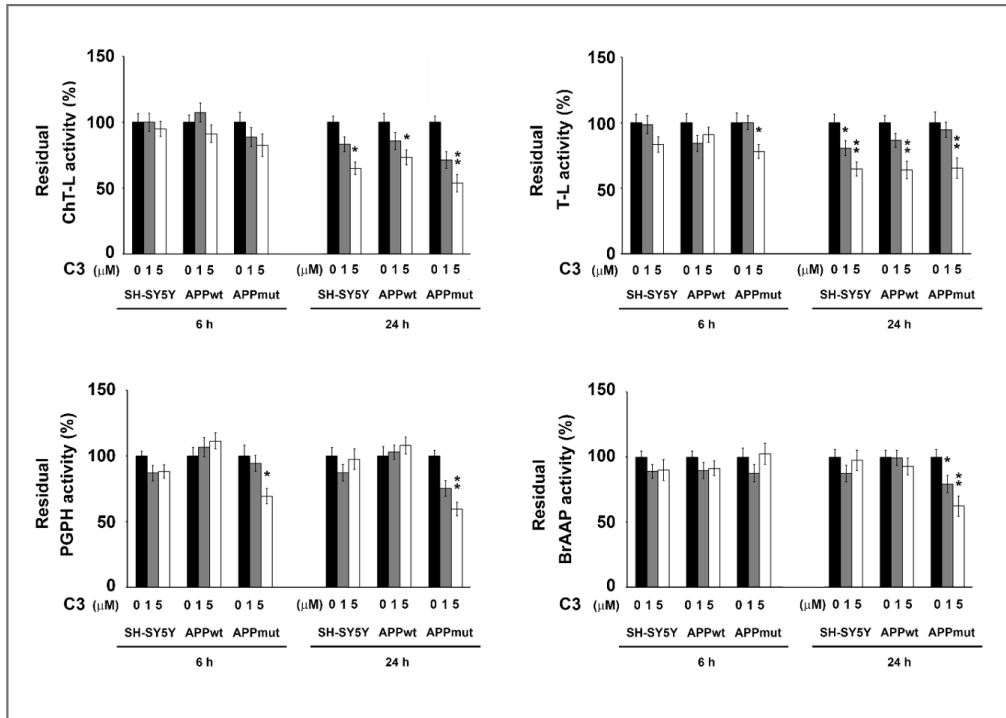 Residual
ChT-L activity (%)
150
100
50
0
*
*
**
C3 (µM) 0 1 5 0 1 5 0 1 5 (µM) 0 1 5 0 1 5 0 1 5
SH-SY5Y APPwt APPmut SH-SY5Y APPwt APPmut
6 h 24 h
Residual
T-L activity (%)
150
100
50
0
*
*
**
**
**
C3 (µM) 0 1 5 0 1 5 0 1 5 (µM) 0 1 5 0 1 5 0 1 5
SH-SY5Y APPwt APPmut SH-SY5Y APPwt APPmut
6 h 24 h
Residual
PGPH activity (%)
150
100
50
0
*
**
C3 (µM) 0 1 5 0 1 5 0 1 5 (µM) 0 1 5 0 1 5 0 1 5
SH-SY5Y APPwt APPmut SH-SY5Y APPwt APPmut
6 h 24 h
Residual
BrAAP activity (%)
150
100
50
0
*
**
C3 (µM) 0 1 5 0 1 5 0 1 5 (µM) 0 1 5 0 1 5 0 1 5
SH-SY5Y APPwt APPmut SH-SY5Y APPwt APPmut
6 h 24 h